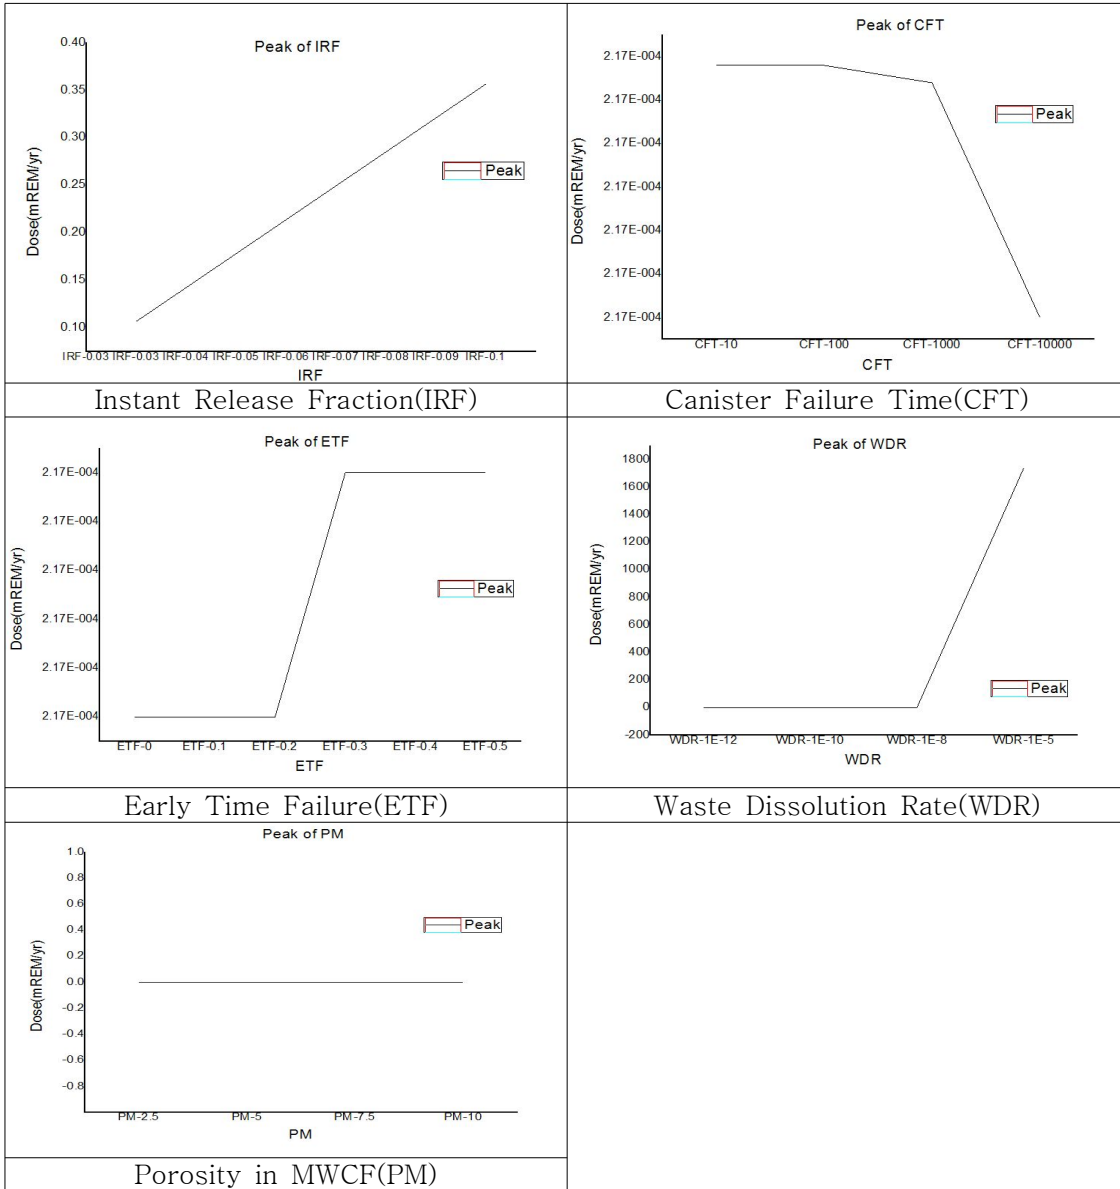 Peak of IRF
0.40
0.35
0.30
0.25
0.20
0.15
0.10
Dose(mREM/yr)
Peak
IRF-0.03 IRF-0.03 IRF-0.04 IRF-0.05 IRF-0.06 IRF-0.07 IRF-0.08 IRF-0.09 IRF-0.1
IRF
Instant Release Fraction(IRF)
Peak of CFT
2.17E-004
2.17E-004
2.17E-004
2.17E-004
2.17E-004
2.17E-004
2.17E-004
Dose(mREM/yr)
Peak
CFT-10 CFT-100 CFT-1000 CFT-10000
CFT
Canister Failure Time(CFT)
Peak of ETF
2.17E-004
2.17E-004
2.17E-004
2.17E-004
2.17E-004
2.17E-004
Dose(mREM/yr)
Peak
ETF-0 ETF-0.1 ETF-0.2 ETF-0.3 ETF-0.4 ETF-0.5
ETF
Early Time Failure(ETF)
Peak of WDR
1800
1600
1400
1200
1000
800
600
400
200
0
-200
Dose(mREM/yr)
Peak
WDR-1E-12 WDR-1E-10 WDR-1E-8 WDR-1E-5
WDR
Waste Dissolution Rate(WDR)
Peak of PM
1.0
0.8
0.6
0.4
0.2
0.0
-0.2
-0.4
-0.6
-0.8
Dose(mREM/yr)
Peak
PM-2.5 PM-5 PM-7.5 PM-10
PM
Porosity in MWCF(PM)